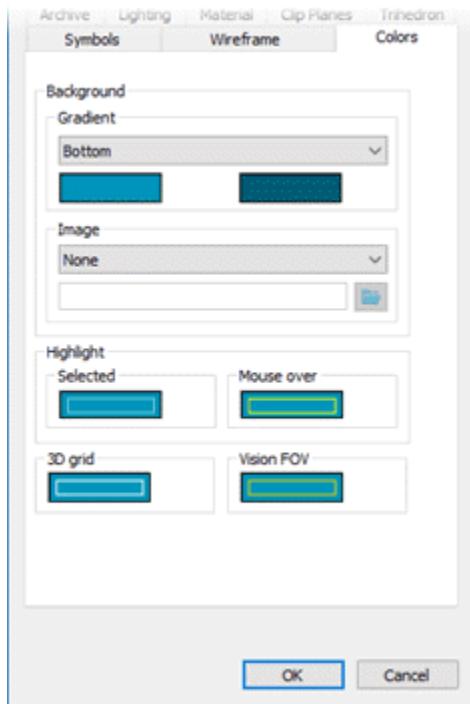 Archive Lighting Material Clip Planes Trihedron
Symbols Wireframe Colors
Background
Gradient
Bottom
Image
None
Highlight
Selected Mouse over
3D grid Vision FOV
OK Cancel